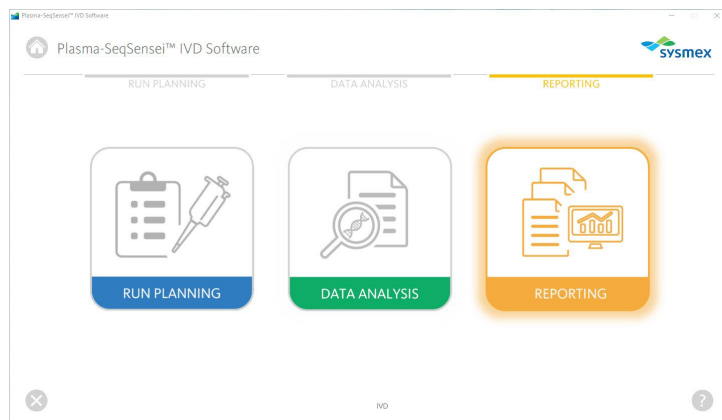 Plasma-SeqSensei™ IVD Software
Plasma-SeqSensei™ IVD Software
sysmex
RUN PLANNING
DATA ANALYSIS
REPORTING
RUN PLANNING
DATA ANALYSIS
REPORTING
IVD
?